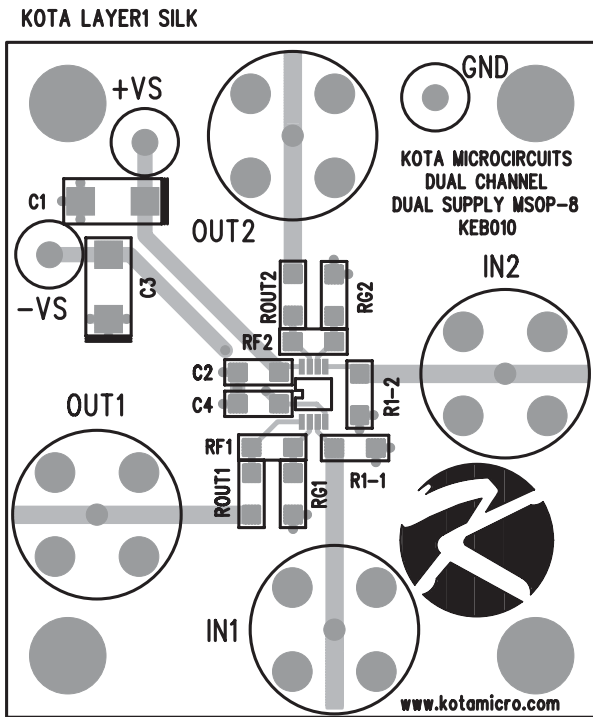 KOTA LAYER1 SILK
+VS
GND
KOTA MICROCIRCUITS
DUAL CHANNEL
DUAL SUPPLY MSOP-8
KEB010
C1
OUT2
-VS
C3
IN2
ROUT2
RG2
RF2
C2
C4
R1-2
OUT1
RF1
ROUT1
RG1
R1-1
IN1
www.kotamicro.com